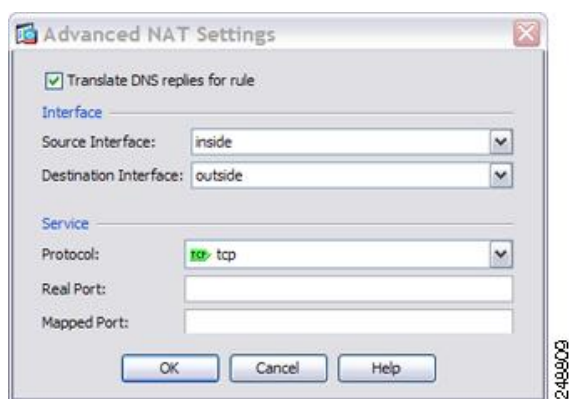 Advanced NAT Settings
Translate DNS replies for rule
Interface
Source Interface: inside
Destination Interface: outside
Service
Protocol: TCP tcp
Real Port:
Mapped Port:
OK Cancel Help
248809